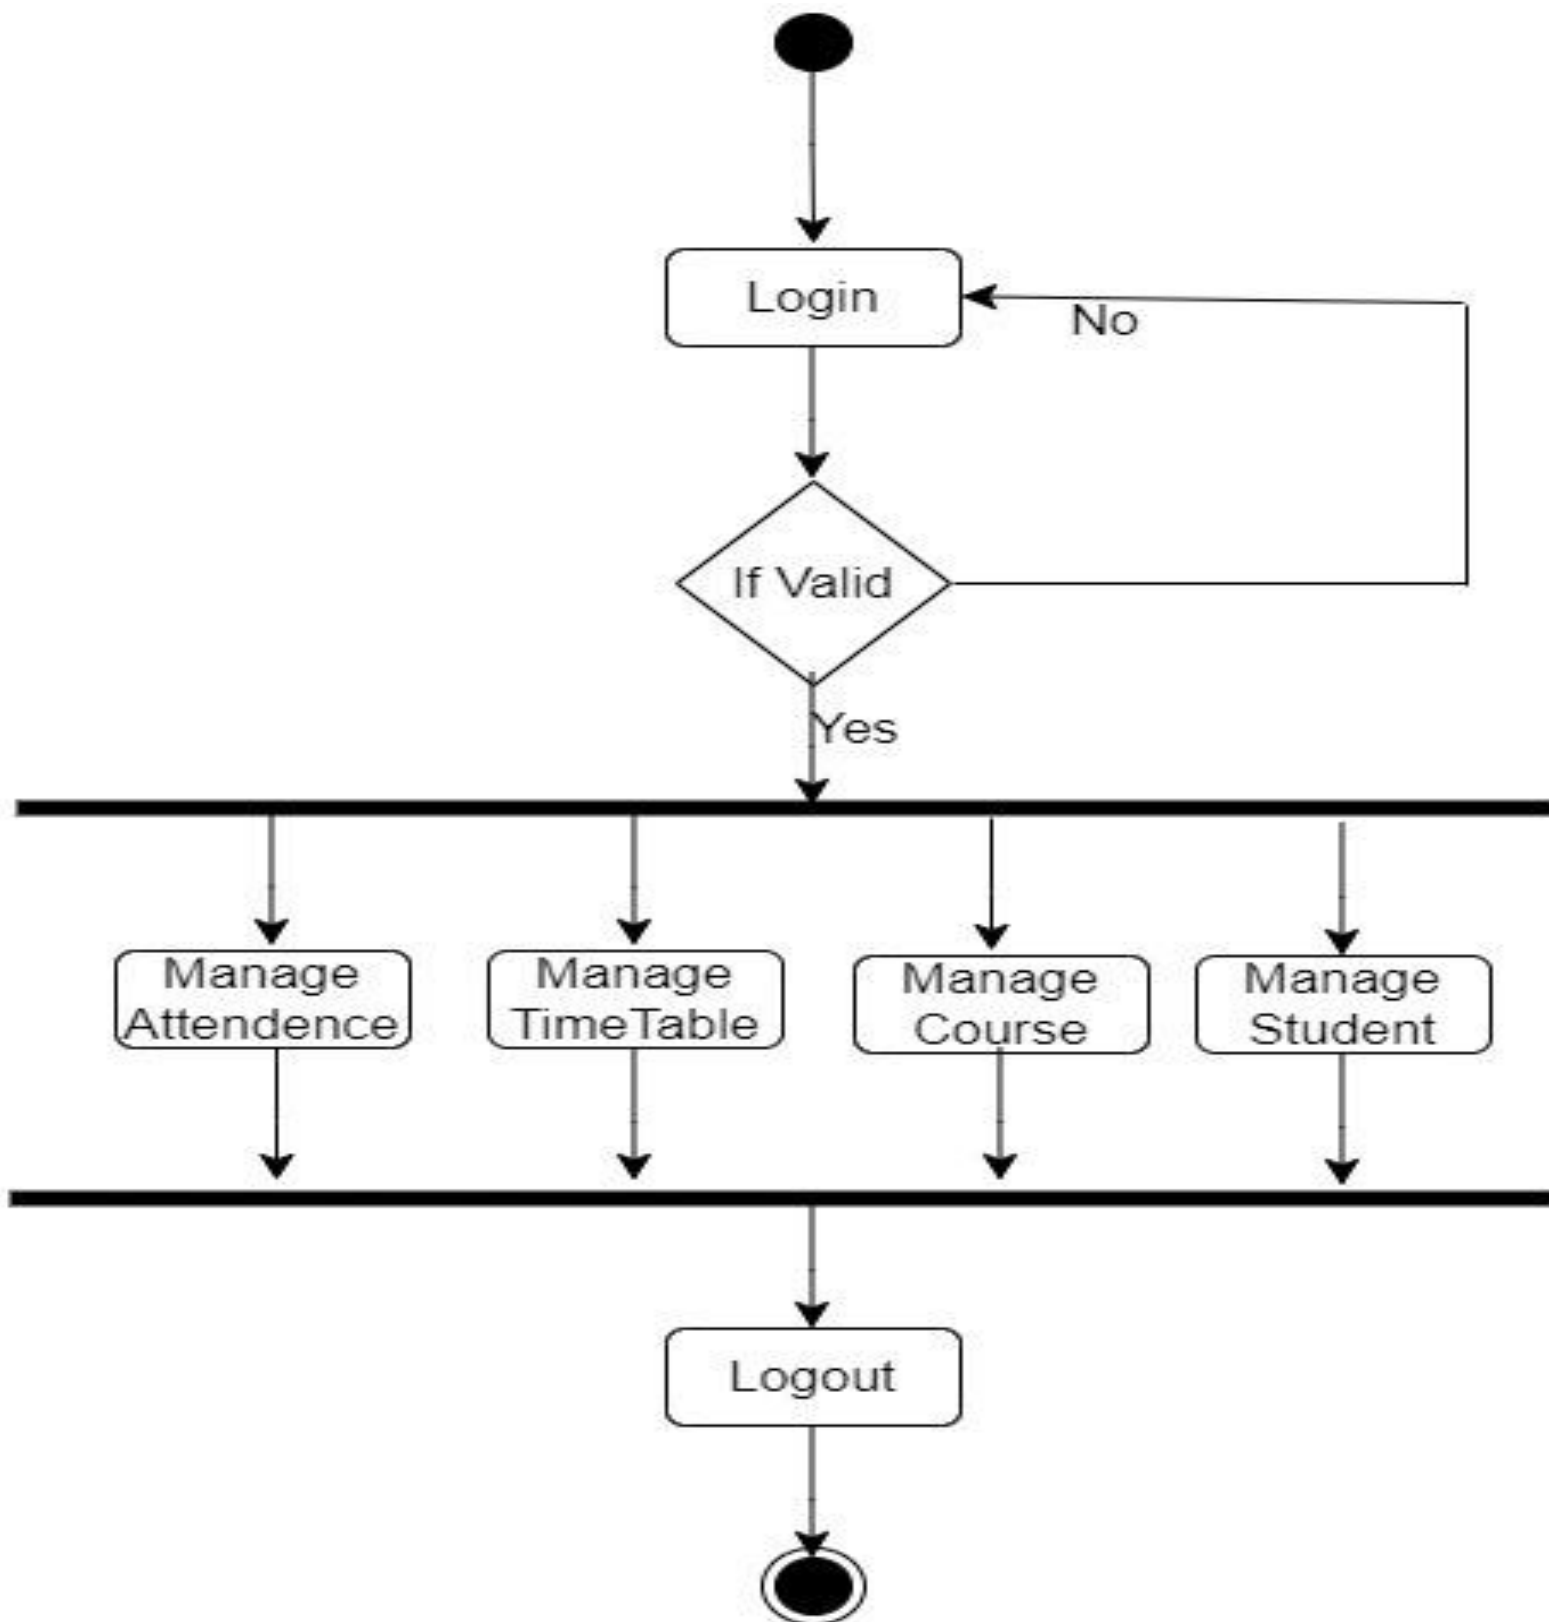 Login
No
If Valid
Yes
Manage
Attendence
Manage
TimeTable
Manage
Course
Manage
Student
Logout